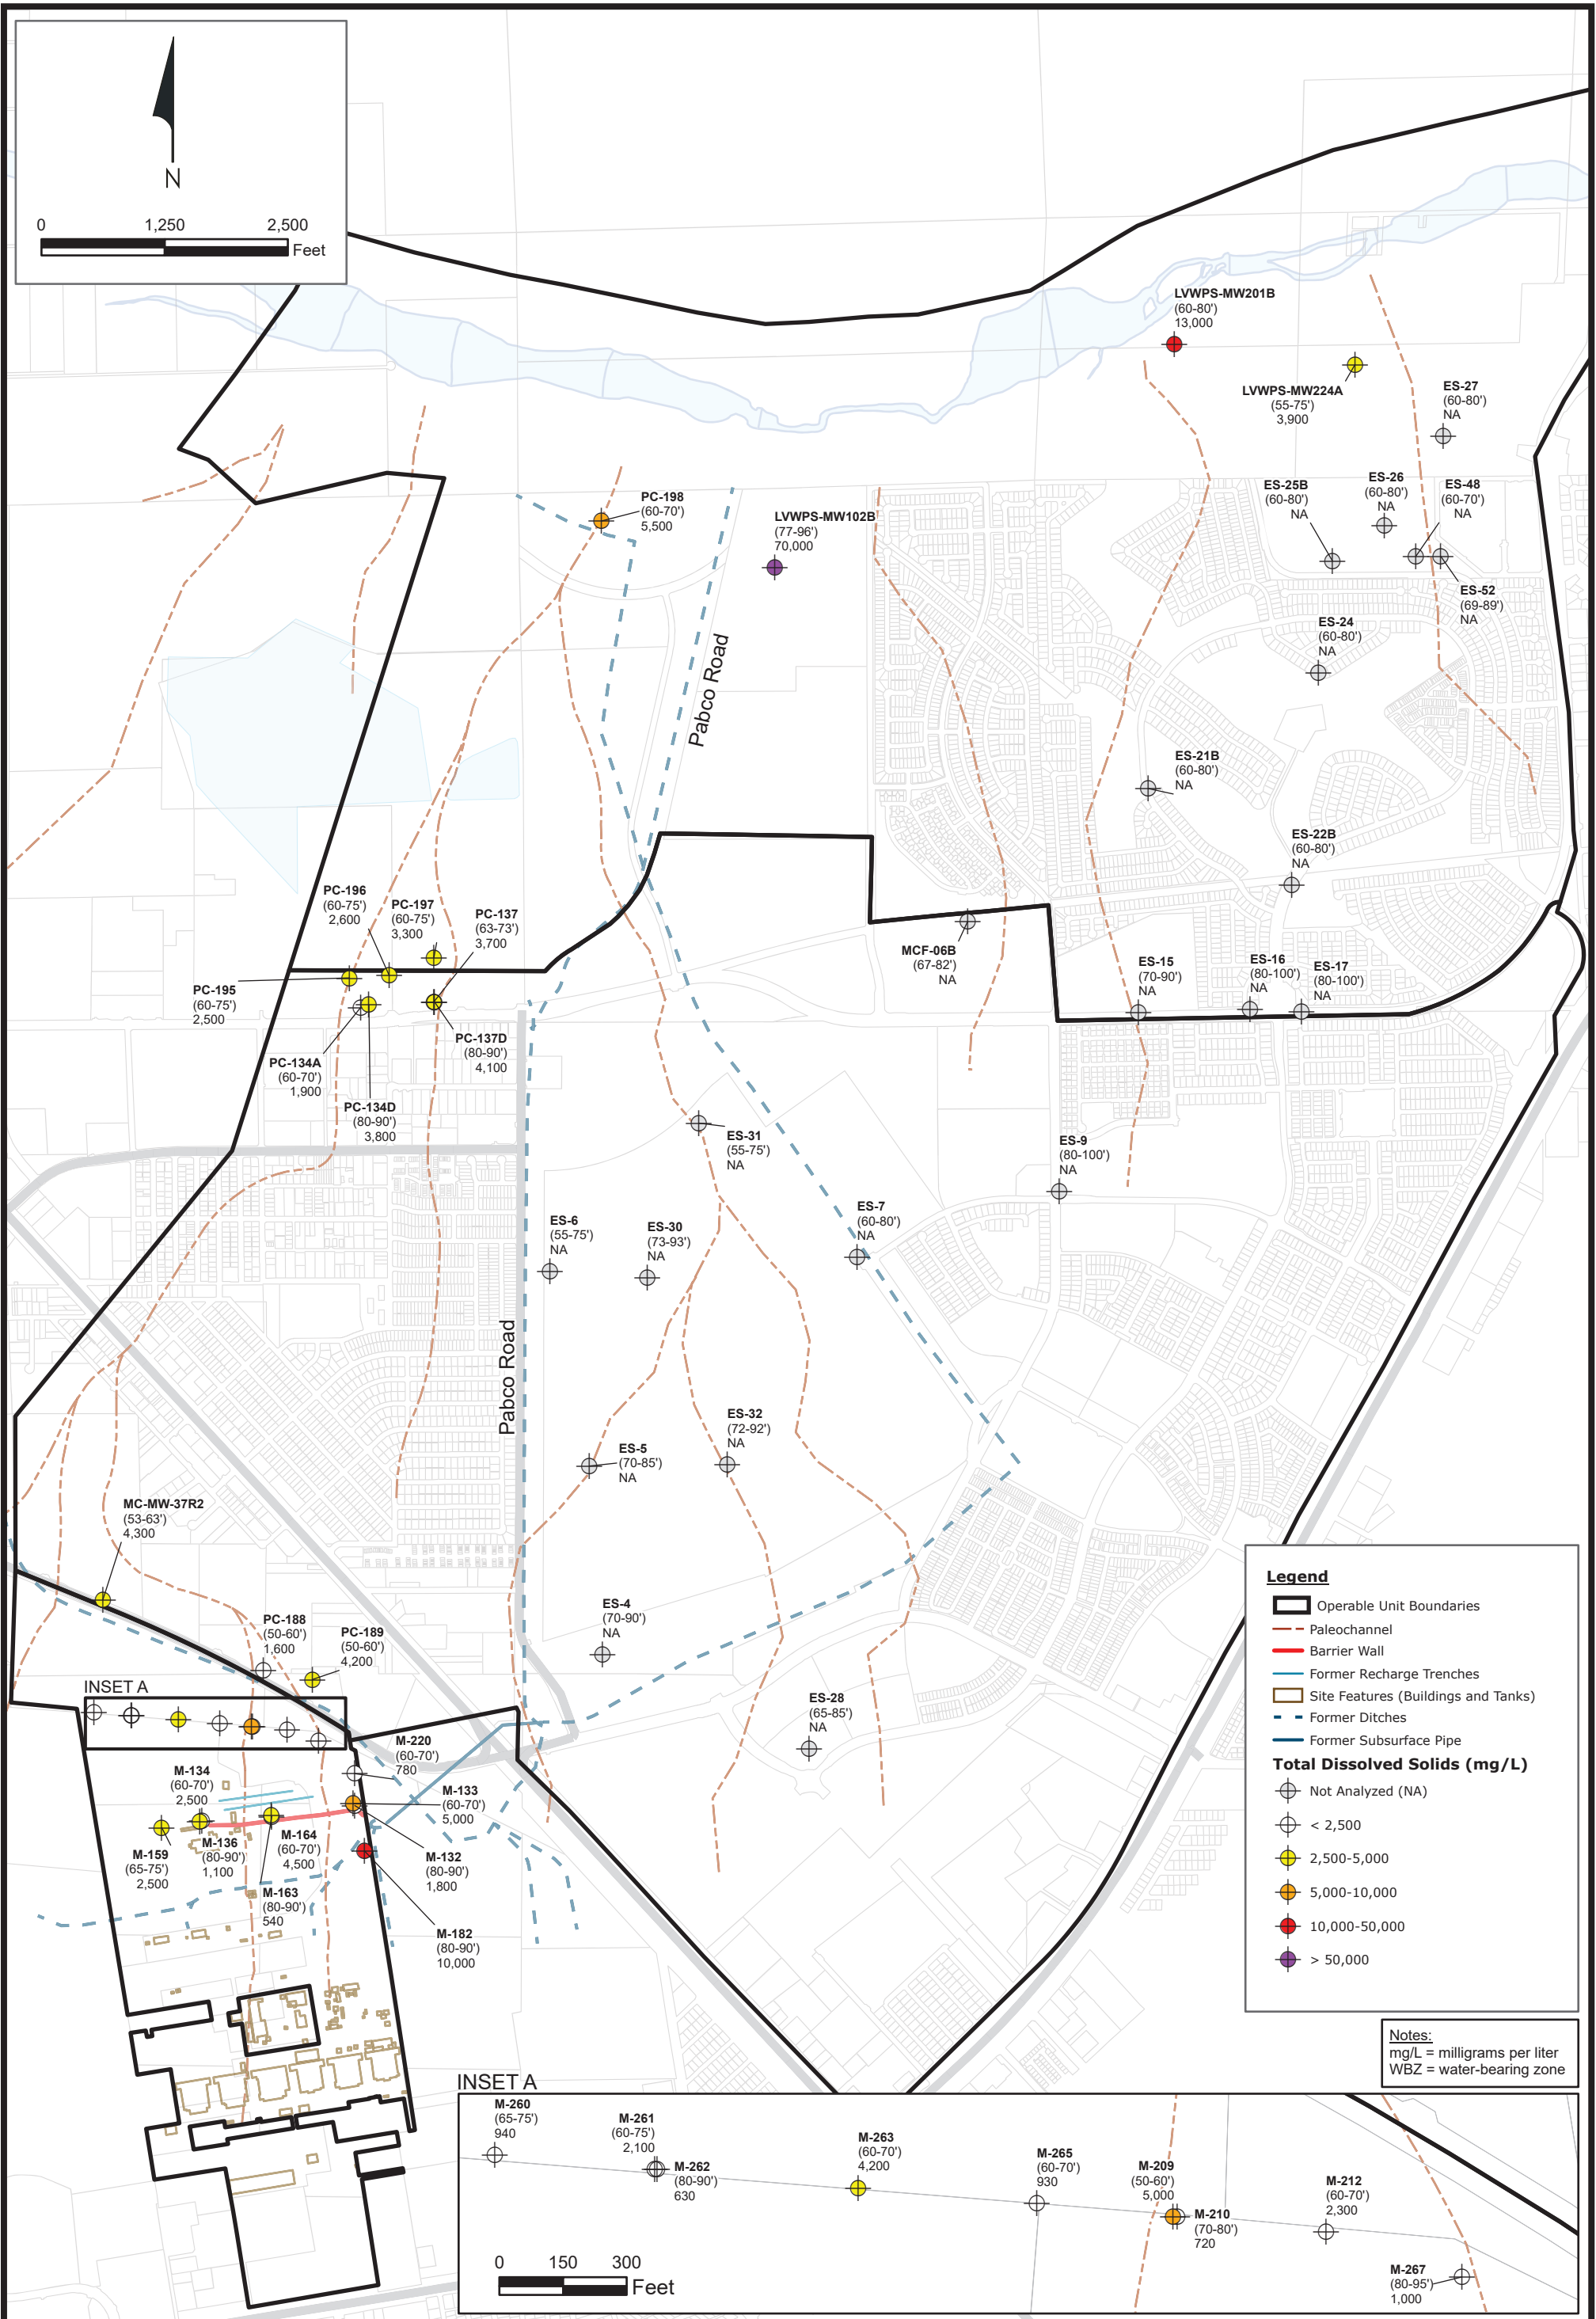 N
0 1,250 2,500
Feet
LVWPS-MW201B
(60-80')
13,000
LVWPS-MW224A
(55-75')
3,900
ES-27
(60-80')
NA
ES-25B
(60-80')
NA
ES-26
(60-80')
NA
ES-48
(60-70')
NA
ES-52
(69-89')
NA
PC-198
(60-70')
5,500
LVWPS-MW102B
(77-96')
70,000
ES-24
(60-80')
NA
Pabco Road
ES-21B
(60-80')
NA
ES-22B
(60-80')
NA
PC-196
(60-75')
2,600
PC-197
(60-75')
3,300
PC-137
(63-73')
3,700
MCF-06B
(67-82')
NA
ES-15
(70-90')
NA
ES-16
(80-100')
NA
ES-17
(80-100')
NA
PC-195
(60-75')
2,500
PC-134A
(60-70')
1,900
PC-137D
(80-90')
4,100
PC-134D
(80-90')
3,800
ES-31
(55-75')
NA
ES-9
(80-100')
NA
ES-6
(55-75')
NA
ES-30
(73-93')
NA
ES-7
(60-80')
NA
Pabco Road
ES-5
(70-85')
NA
ES-32
(72-92')
NA
MC-MW-37R2
(53-63')
4,300
ES-4
(70-90')
NA
PC-188
(50-60')
1,600
PC-189
(50-60')
4,200
INSET A
ES-28
(65-85')
NA
M-220
(60-70')
780
M-134
(60-70')
2,500
M-133
(60-70')
5,000
M-159
(65-75')
2,500
M-136
(80-90')
1,100
M-164
(60-70')
4,500
M-132
(80-90')
1,800
M-163
(80-90')
540
M-182
(80-90')
10,000
Legend
Operable Unit Boundaries
Paleochannel
Barrier Wall
Former Recharge Trenches
Site Features (Buildings and Tanks)
Former Ditches
Former Subsurface Pipe
Total Dissolved Solids (mg/L)
Not Analyzed (NA)
< 2,500
2,500-5,000
5,000-10,000
10,000-50,000
> 50,000
Notes:
mg/L = milligrams per liter
WBZ = water-bearing zone
INSET A
M-260
(65-75')
940
M-261
(60-75')
2,100
M-262
(80-90')
630
M-263
(60-70')
4,200
M-265
(60-70')
930
M-209
(50-60')
5,000
M-210
(70-80')
720
M-212
(60-70')
2,300
M-267
(80-95')
1,000
0 150 300
Feet